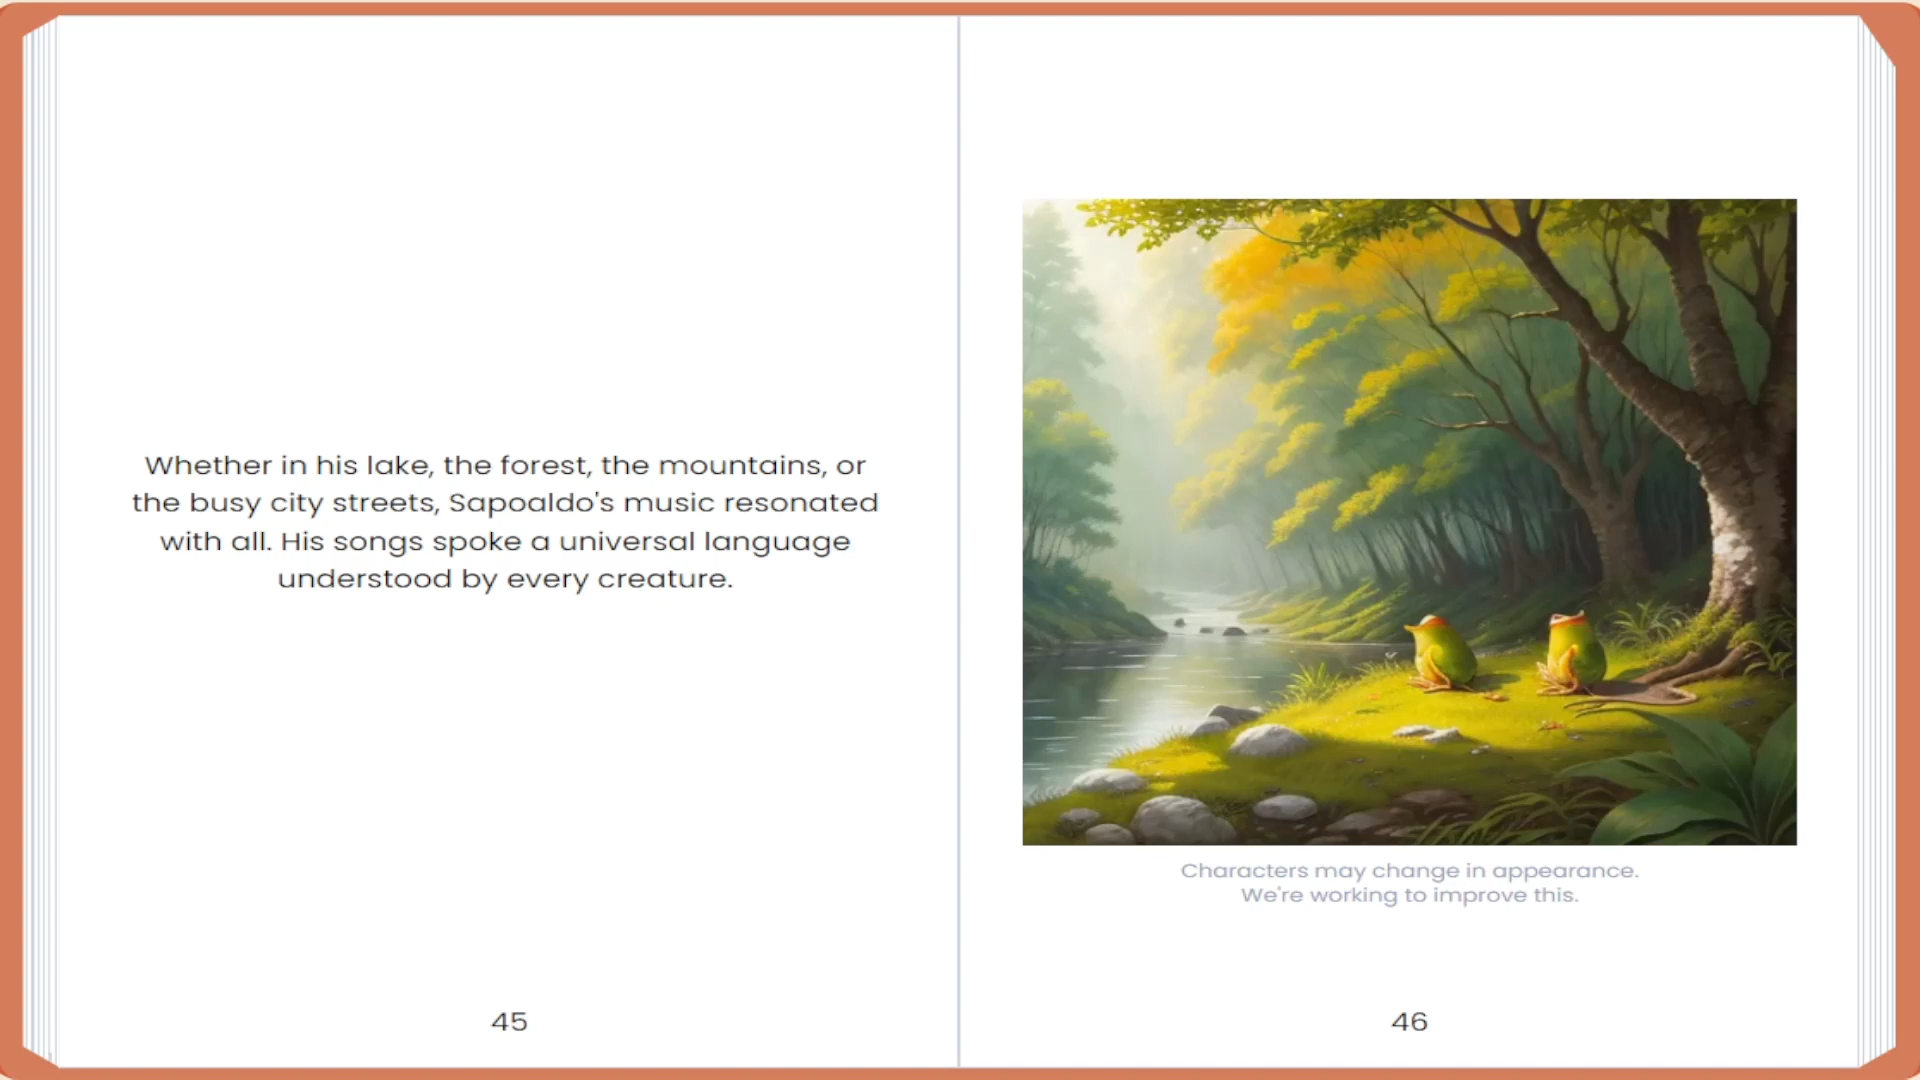 Whether in his lake, the forest, the mountains, or
the busy city streets, Sapoaldo's music resonated
with all. His songs spoke a universal language
understood by every creature.
45
Characters may change in appearance.
We're working to improve this.
46